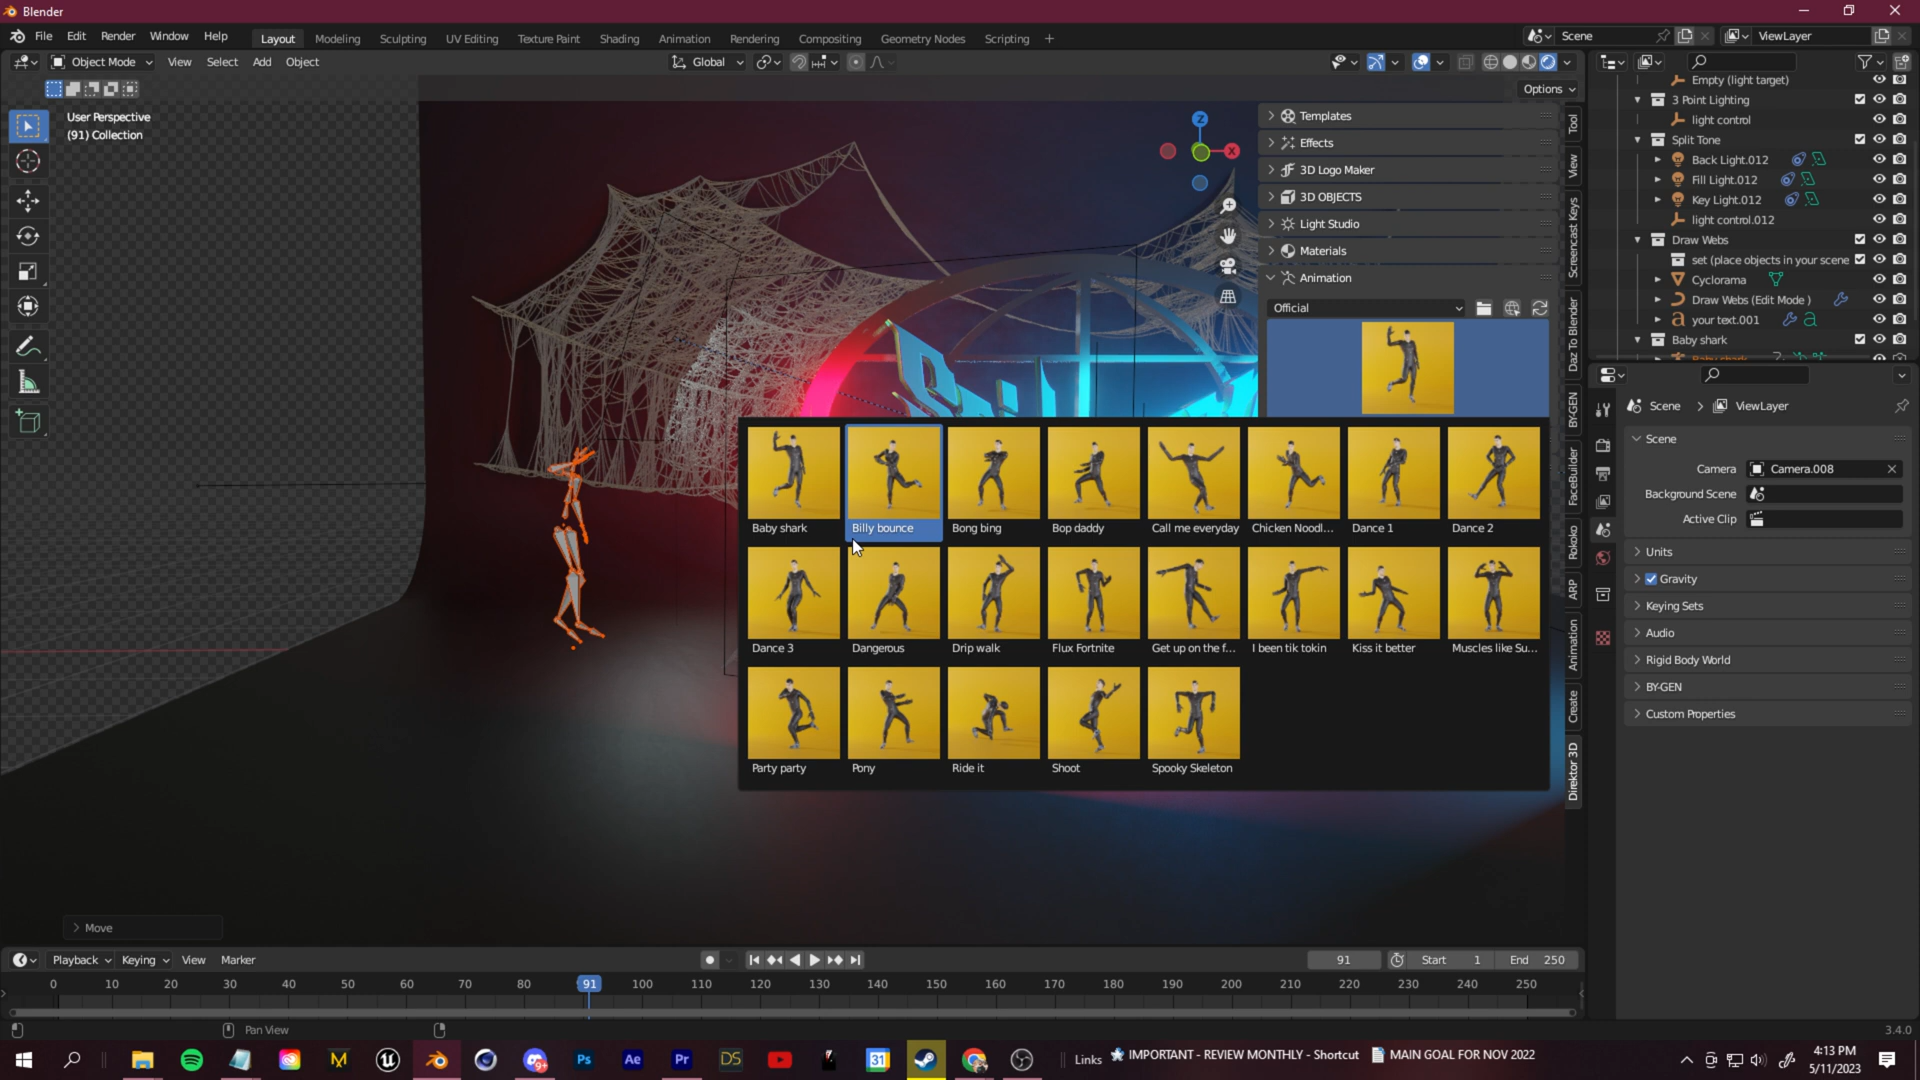 Blender
File Edit Render Window Help Layout Modeling Sculpting UV Editing Texture Paint Shading Animation Rendering Compositing Geometry Nodes Scripting + Scene ViewLayer
Object Mode View Select Add Object Global
Options
User Perspective
(91) Collection
Z
X
Templates
Effects
3D Logo Maker
3D OBJECTS
Light Studio
Materials
Animation
Official
Tool
View
Screencast Keys
Daz To Blender
BY-GEN
FaceBuilder
Rokoko
ARP
Animation
Create
Direktor 3D
Baby shark Billy bounce Bong bing Bop daddy Call me everyday Chicken Noodl... Dance 1 Dance 2
Dance 3 Dangerous Drip walk Flux Fortnite Get up on the f... I been tik tokin Kiss it better Muscles like Su...
Party party Pony Ride it Shoot Spooky Skeleton
Empty (light target)
3 Point Lighting
light control
Split Tone
Back Light.012
Fill Light.012
Key Light.012
light control.012
Draw Webs
set (place objects in your scene
Cyclorama
Draw Webs (Edit Mode )
your text.001
Baby shark
Baby shark
Scene > ViewLayer
Scene
Camera Camera.008
Background Scene
Active Clip
Units
Gravity
Keying Sets
Audio
Rigid Body World
BY-GEN
Custom Properties
Move
Playback Keying View Marker 91 Start 1 End 250
0 10 20 30 40 50 60 70 80 91 100 110 120 130 140 150 160 170 180 190 200 210 220 230 240 250
Pan View 3.4.0
Links IMPORTANT - REVIEW MONTHLY - Shortcut MAIN GOAL FOR NOV 2022
Ps Ae Pr DS 31 9+
4:13 PM
5/11/2023